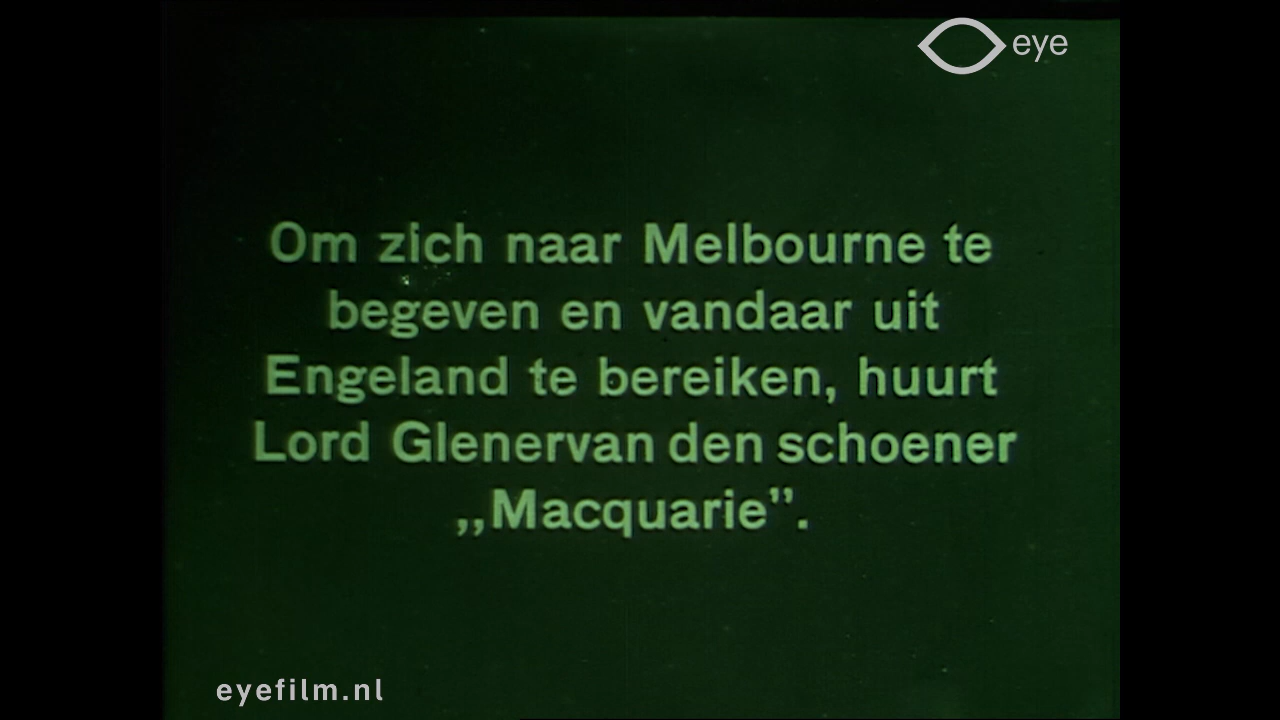 eye
Om zich naar Melbourne te
begeven en vandaar uit
Engeland te bereiken, huurt
Lord Glenervan den schoener
„Macquarie”.
eyefilm.nl